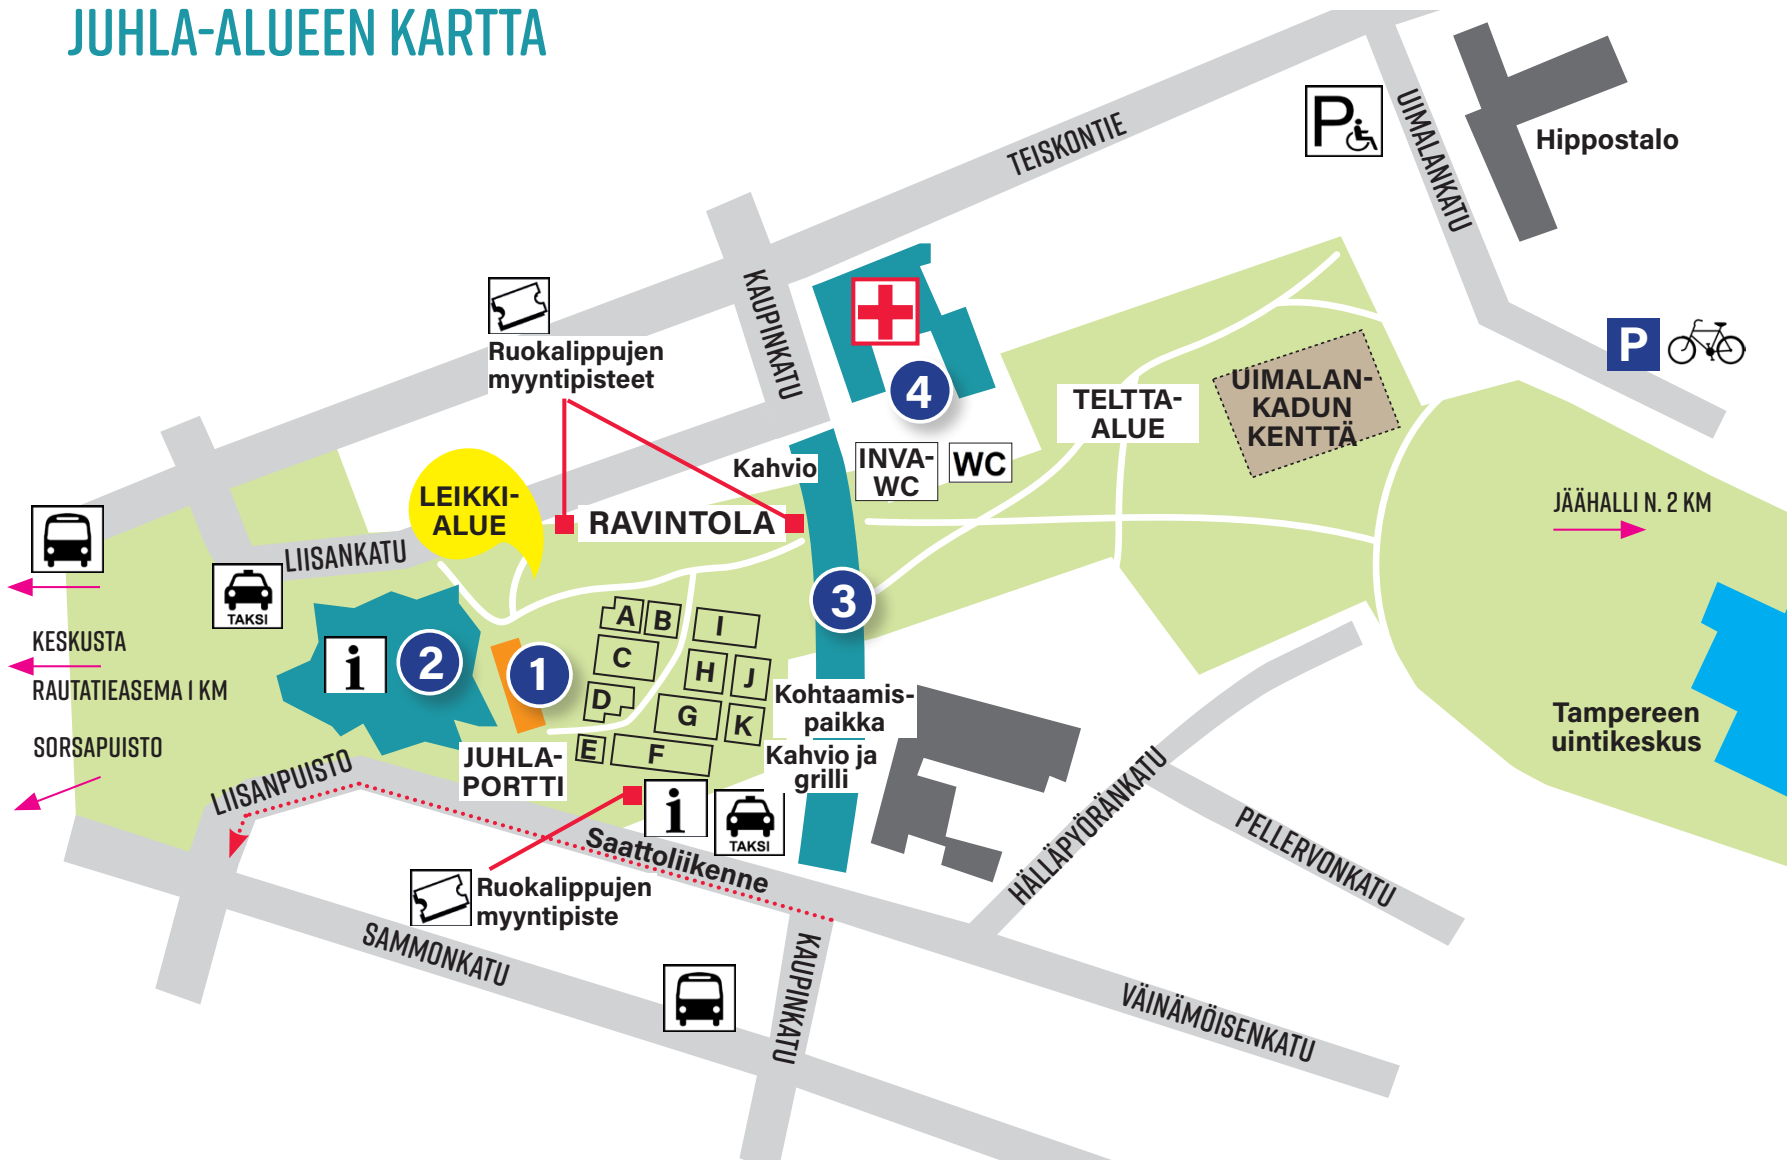 JUHLA-ALUEEN KARTTA
TEISKONTIE
P
UIMALANKATU
Hippostalo
KAUPINKATU
Ruokalippujen
myyntipisteet
P
4
TELTTA-
ALUE
UIMALAN-
KADUN
KENTTÄ
Kahvio
INVA-
WC
WC
LEIKKI-
ALUE
RAVINTOLA
JÄÄHALLI N. 2 KM
LIISANKATU
TAKSI
3
KESKUSTA
RAUTATIEASEMA 1 KM
SORSAPUISTO
i
2
1
A
B
I
C
H
J
D
G
K
E
F
Kohtaamis-
paikka
Kahvio ja
grilli
JUHLA-
PORTTI
Tampereen
uintikeskus
LIISANPUISTO
i
TAKSI
Saattoliikenne
HÄLLÄPYÖRÄNKATU
PELLERVONKATU
Ruokalippujen
myyntipiste
SAMMONKATU
KAUPINKATU
VÄINÄMÖISENKATU